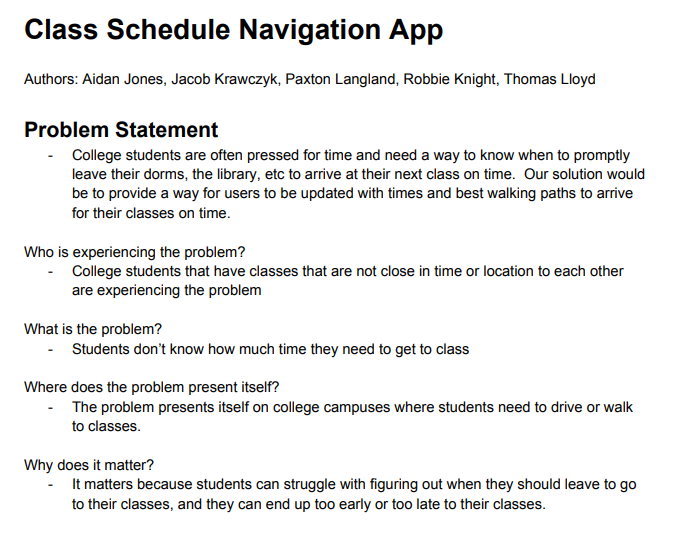 Class Schedule Navigation App
Authors: Aidan Jones, Jacob Krawczyk, Paxton Langland, Robbie Knight, Thomas Lloyd
Problem Statement
- College students are often pressed for time and need a way to know when to promptly
leave their dorms, the library, etc to arrive at their next class on time.  Our solution would
be to provide a way for users to be updated with times and best walking paths to arrive
for their classes on time.
Who is experiencing the problem?
- College students that have classes that are not close in time or location to each other
are experiencing the problem
What is the problem?
- Students don’t know how much time they need to get to class
Where does the problem present itself?
- The problem presents itself on college campuses where students need to drive or walk
to classes.
Why does it matter?
- It matters because students can struggle with figuring out when they should leave to go
to their classes, and they can end up too early or too late to their classes.